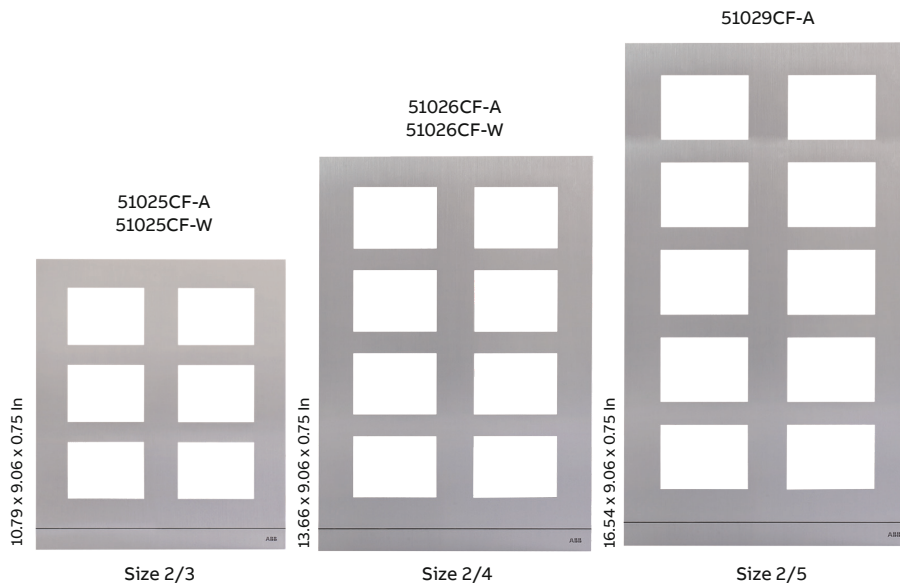 51029CF-A
51026CF-A
51026CF-W
51025CF-A
51025CF-W
10.79 x 9.06 x 0.75 In
13.66 x 9.06 x 0.75 In
16.54 x 9.06 x 0.75 In
ABB
ABB
ABB
Size 2/3
Size 2/4
Size 2/5